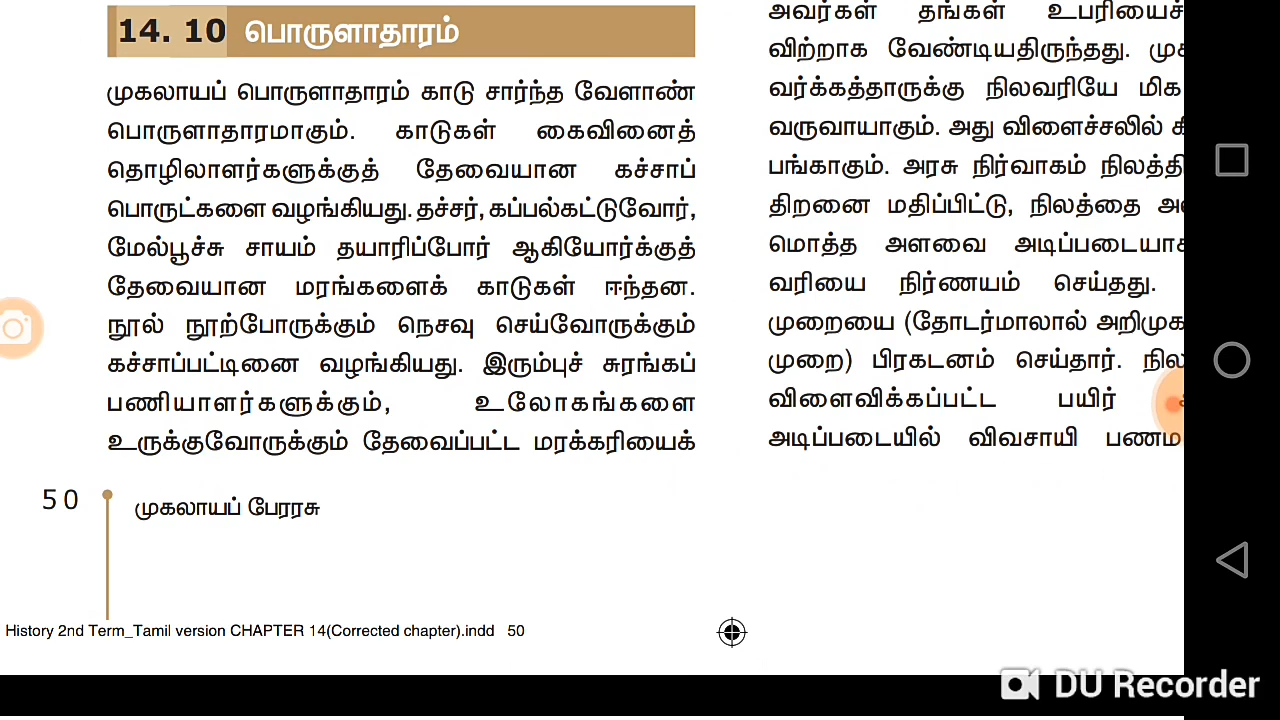 14. 10 பொருளாதாரம்
முகலாயப் பொருளாதாரம் காடு சார்ந்த வேளாண்
பொருளாதாரமாகும். காடுகள் கைவினைத்
தொழிலாளர்களுக்குத் தேவையான கச்சாப்
பொருட்களை வழங்கியது. தச்சர், கப்பல்கட்டுவோர்,
மேல்பூச்சு சாயம் தயாரிப்போர் ஆகியோர்க்குத்
தேவையான மரங்களைக் காடுகள் ஈந்தன.
நூல் நூற்போருக்கும் நெசவு செய்வோருக்கும்
கச்சாப்பட்டினை வழங்கியது. இரும்புச் சுரங்கப்
பணியாளர்களுக்கும், உலோகங்களை
உருக்குவோருக்கும் தேவைப்பட்ட மரக்கரியைக்
அவர்கள் தங்கள் உபரியைச்
விற்றாக வேண்டியதிருந்தது.
வர்க்கத்தாருக்கு நிலவரியே மிக
வருவாயாகும். அது விளைச்சலில்
பங்காகும். அரசு நிர்வாகம்
திறனை மதிப்பிட்டு, நிலத்தை
மொத்த அளவை
வரியை நிர்ணயம் செய்தது.
முறையை (தோடர்மாலால்
முறை) பிரகடனம் செய்தார்.
விளைவிக்கப்பட்ட பயிர்
அடிப்படையில் விவசாயி
50 முகலாயப் பேரரசு
History 2nd Term_Tamil version CHAPTER 14(Corrected chapter).indd 50
DU Recorder